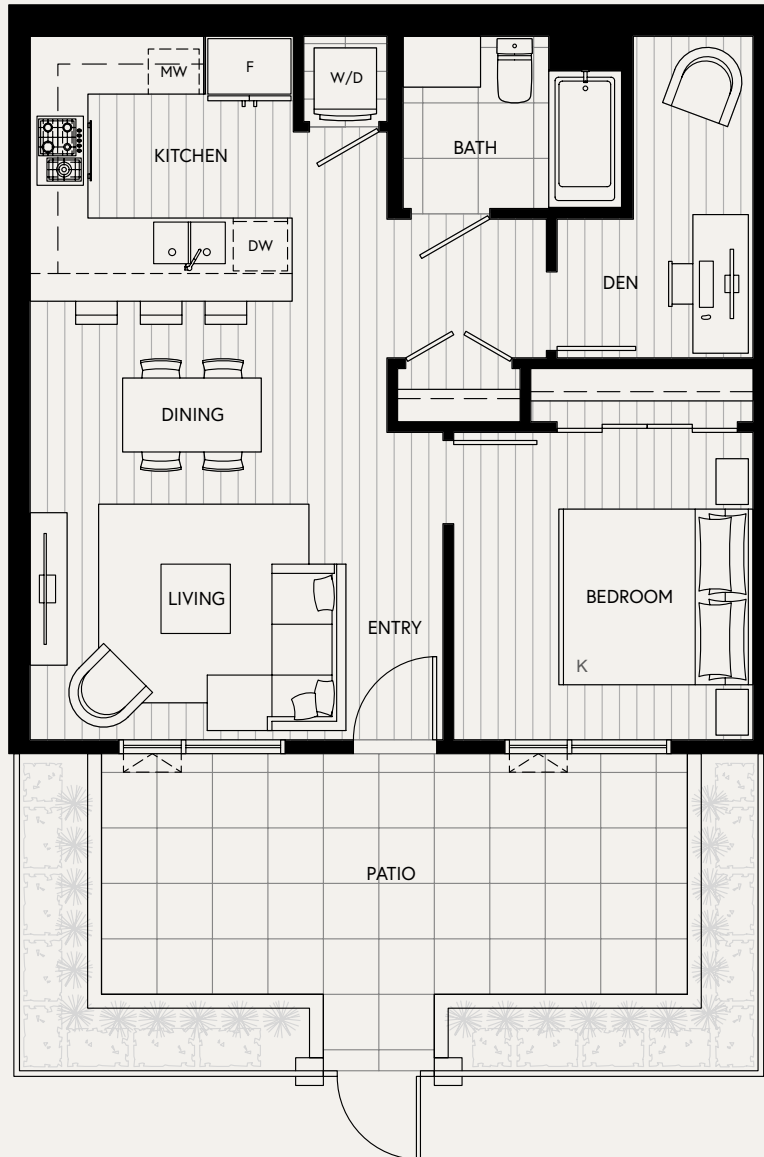 MW
F
W/D
KITCHEN
BATH
DW
DEN
DINING
LIVING
BEDROOM
ENTRY
K
PATIO